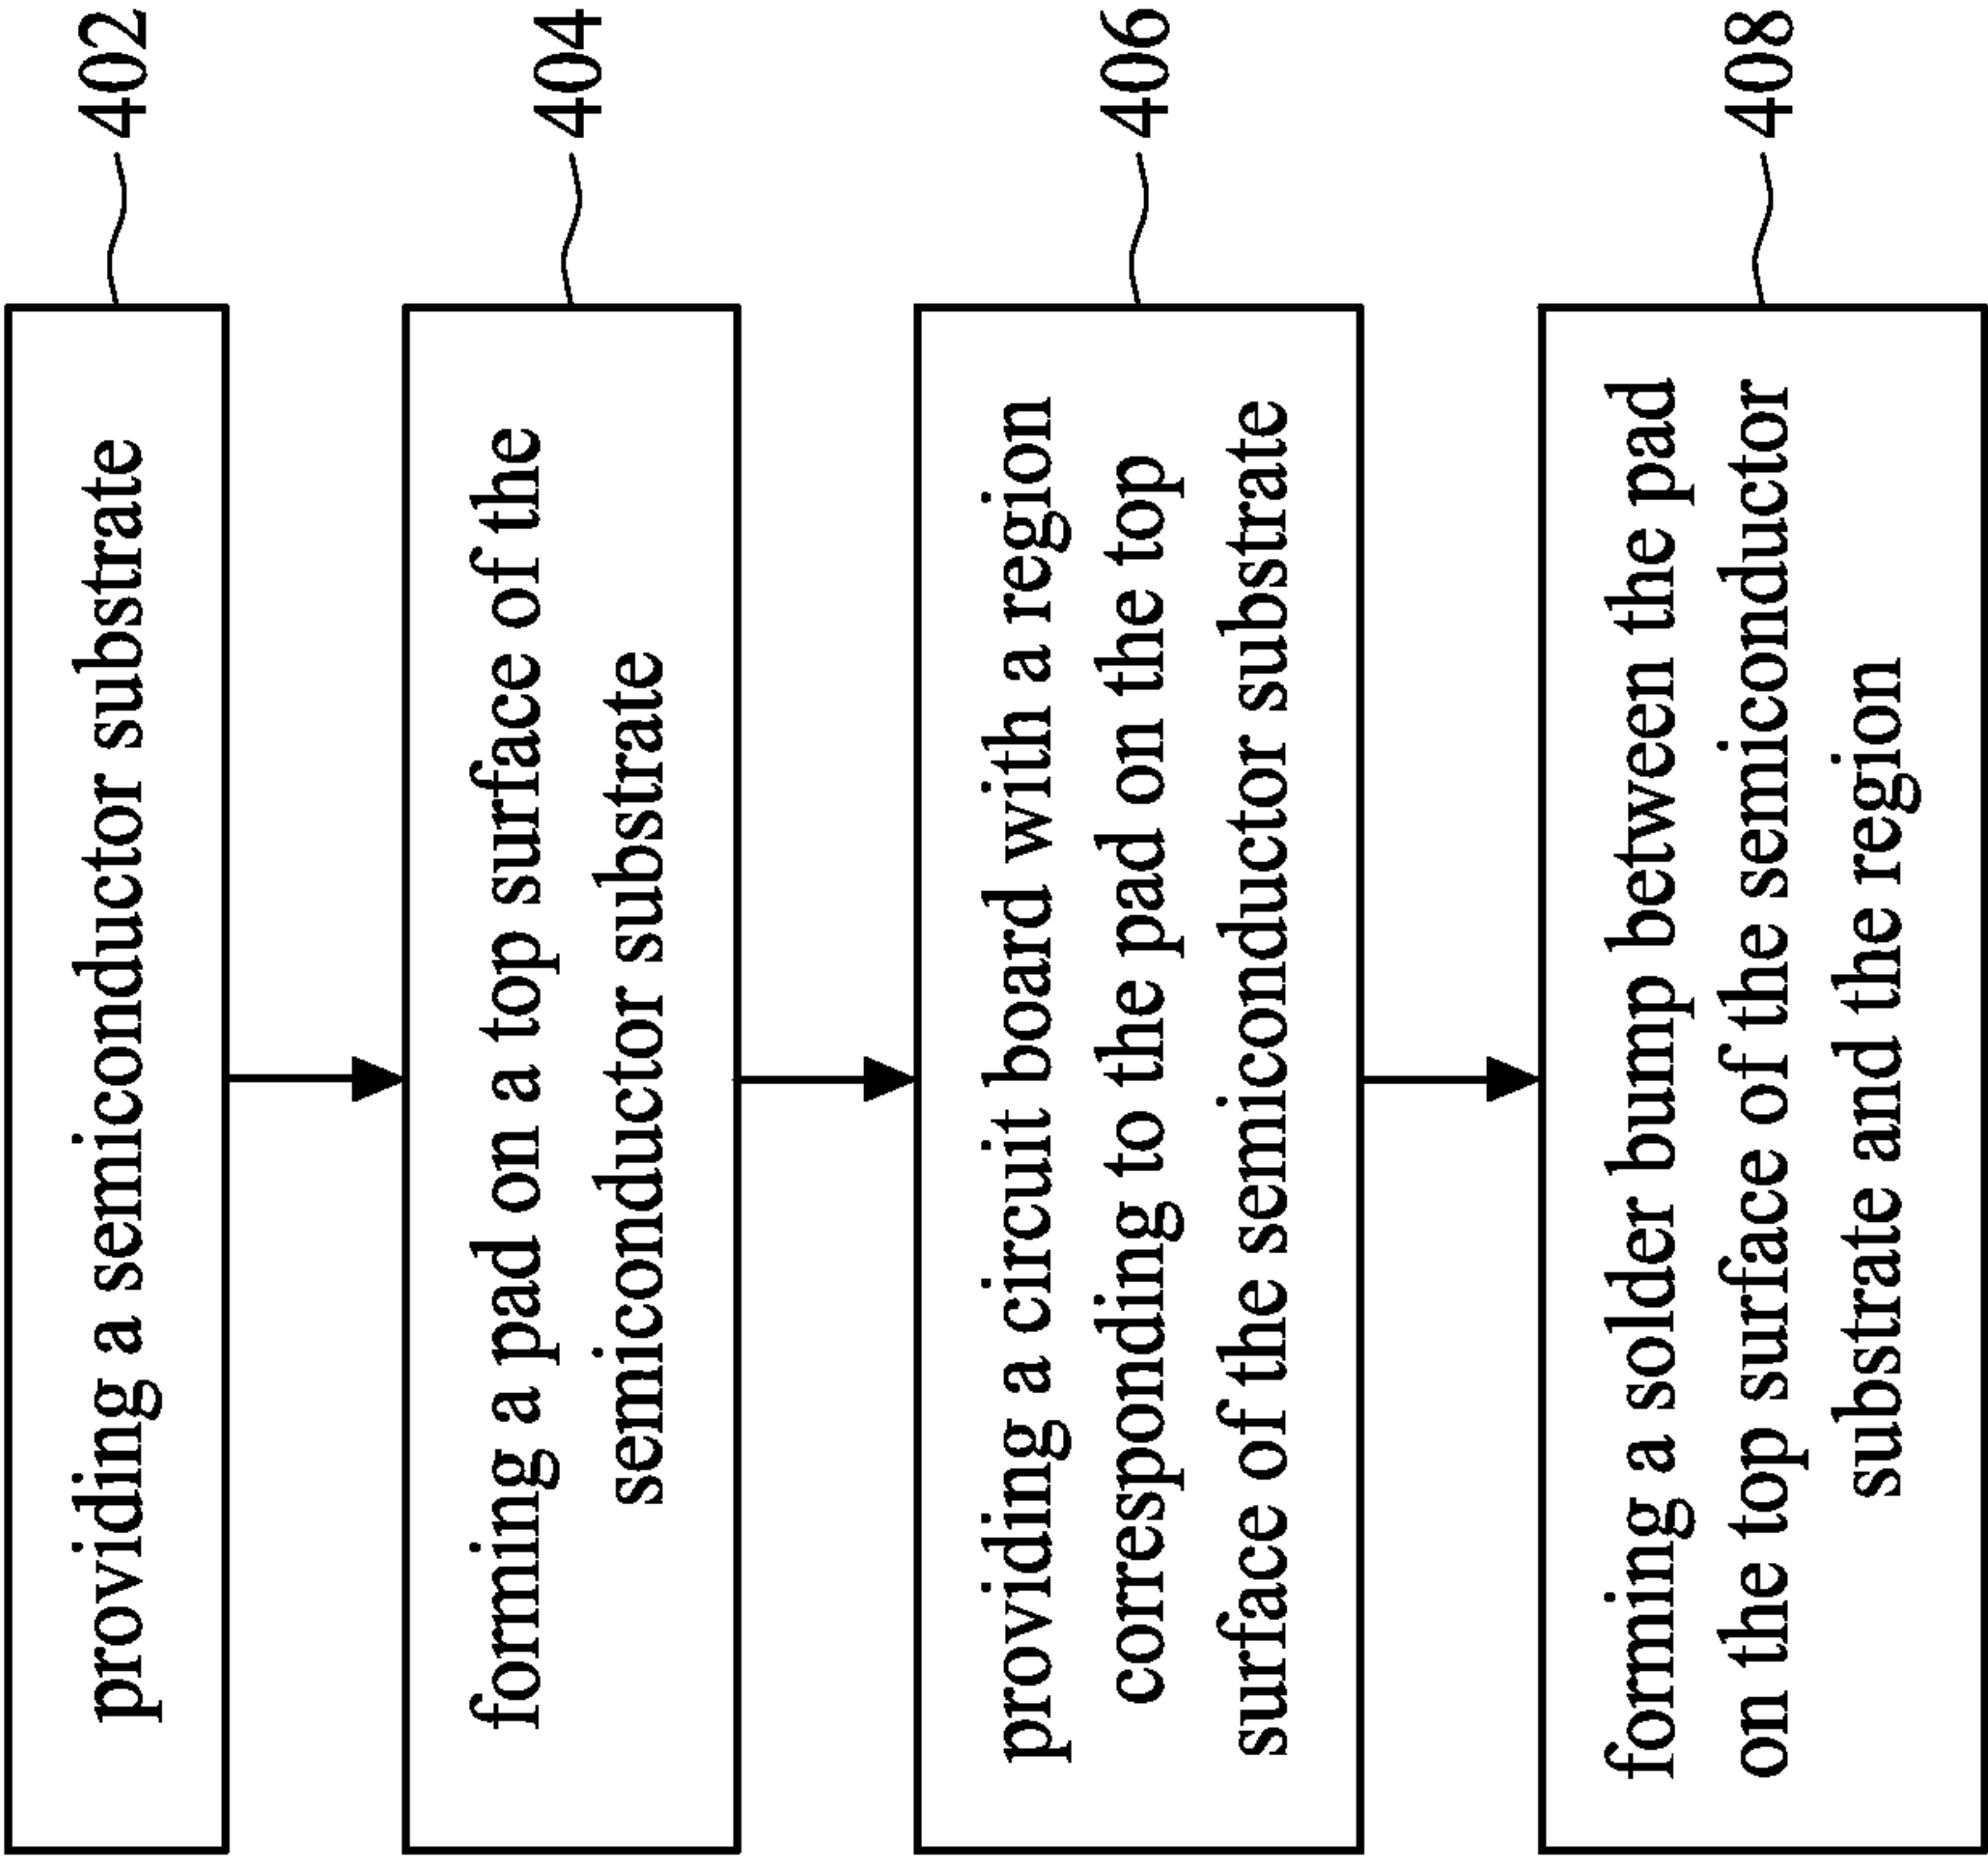 providing a semiconductor substrate
402
forming a pad on a top surface of the
semiconductor substrate
404
providing a circuit board with a region
corresponding to the pad on the top
surface of the semiconductor substrate
406
forming a solder bump between the pad
on the top surface of the semiconductor
substrate and the region
408